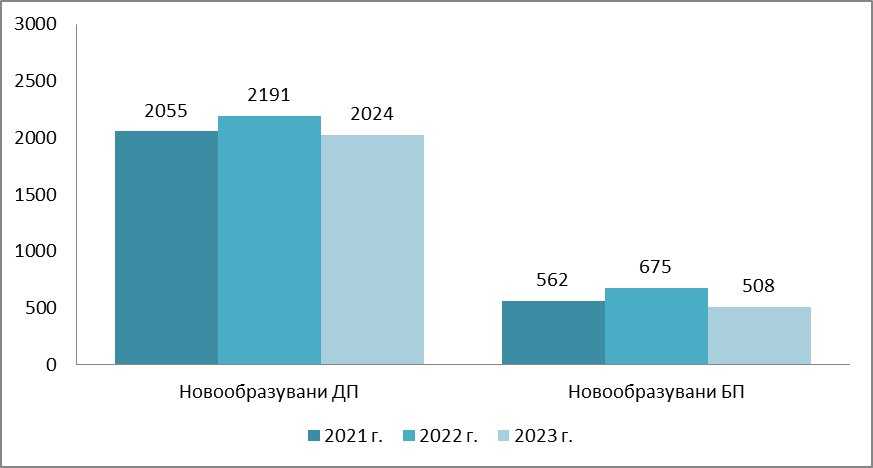 3000
2500
2000
1500
1000
500
0
2055
2191
2024
562
675
508
Новообразувани ДП
Новообразувани БП
2021 г.
2022 г.
2023 г.